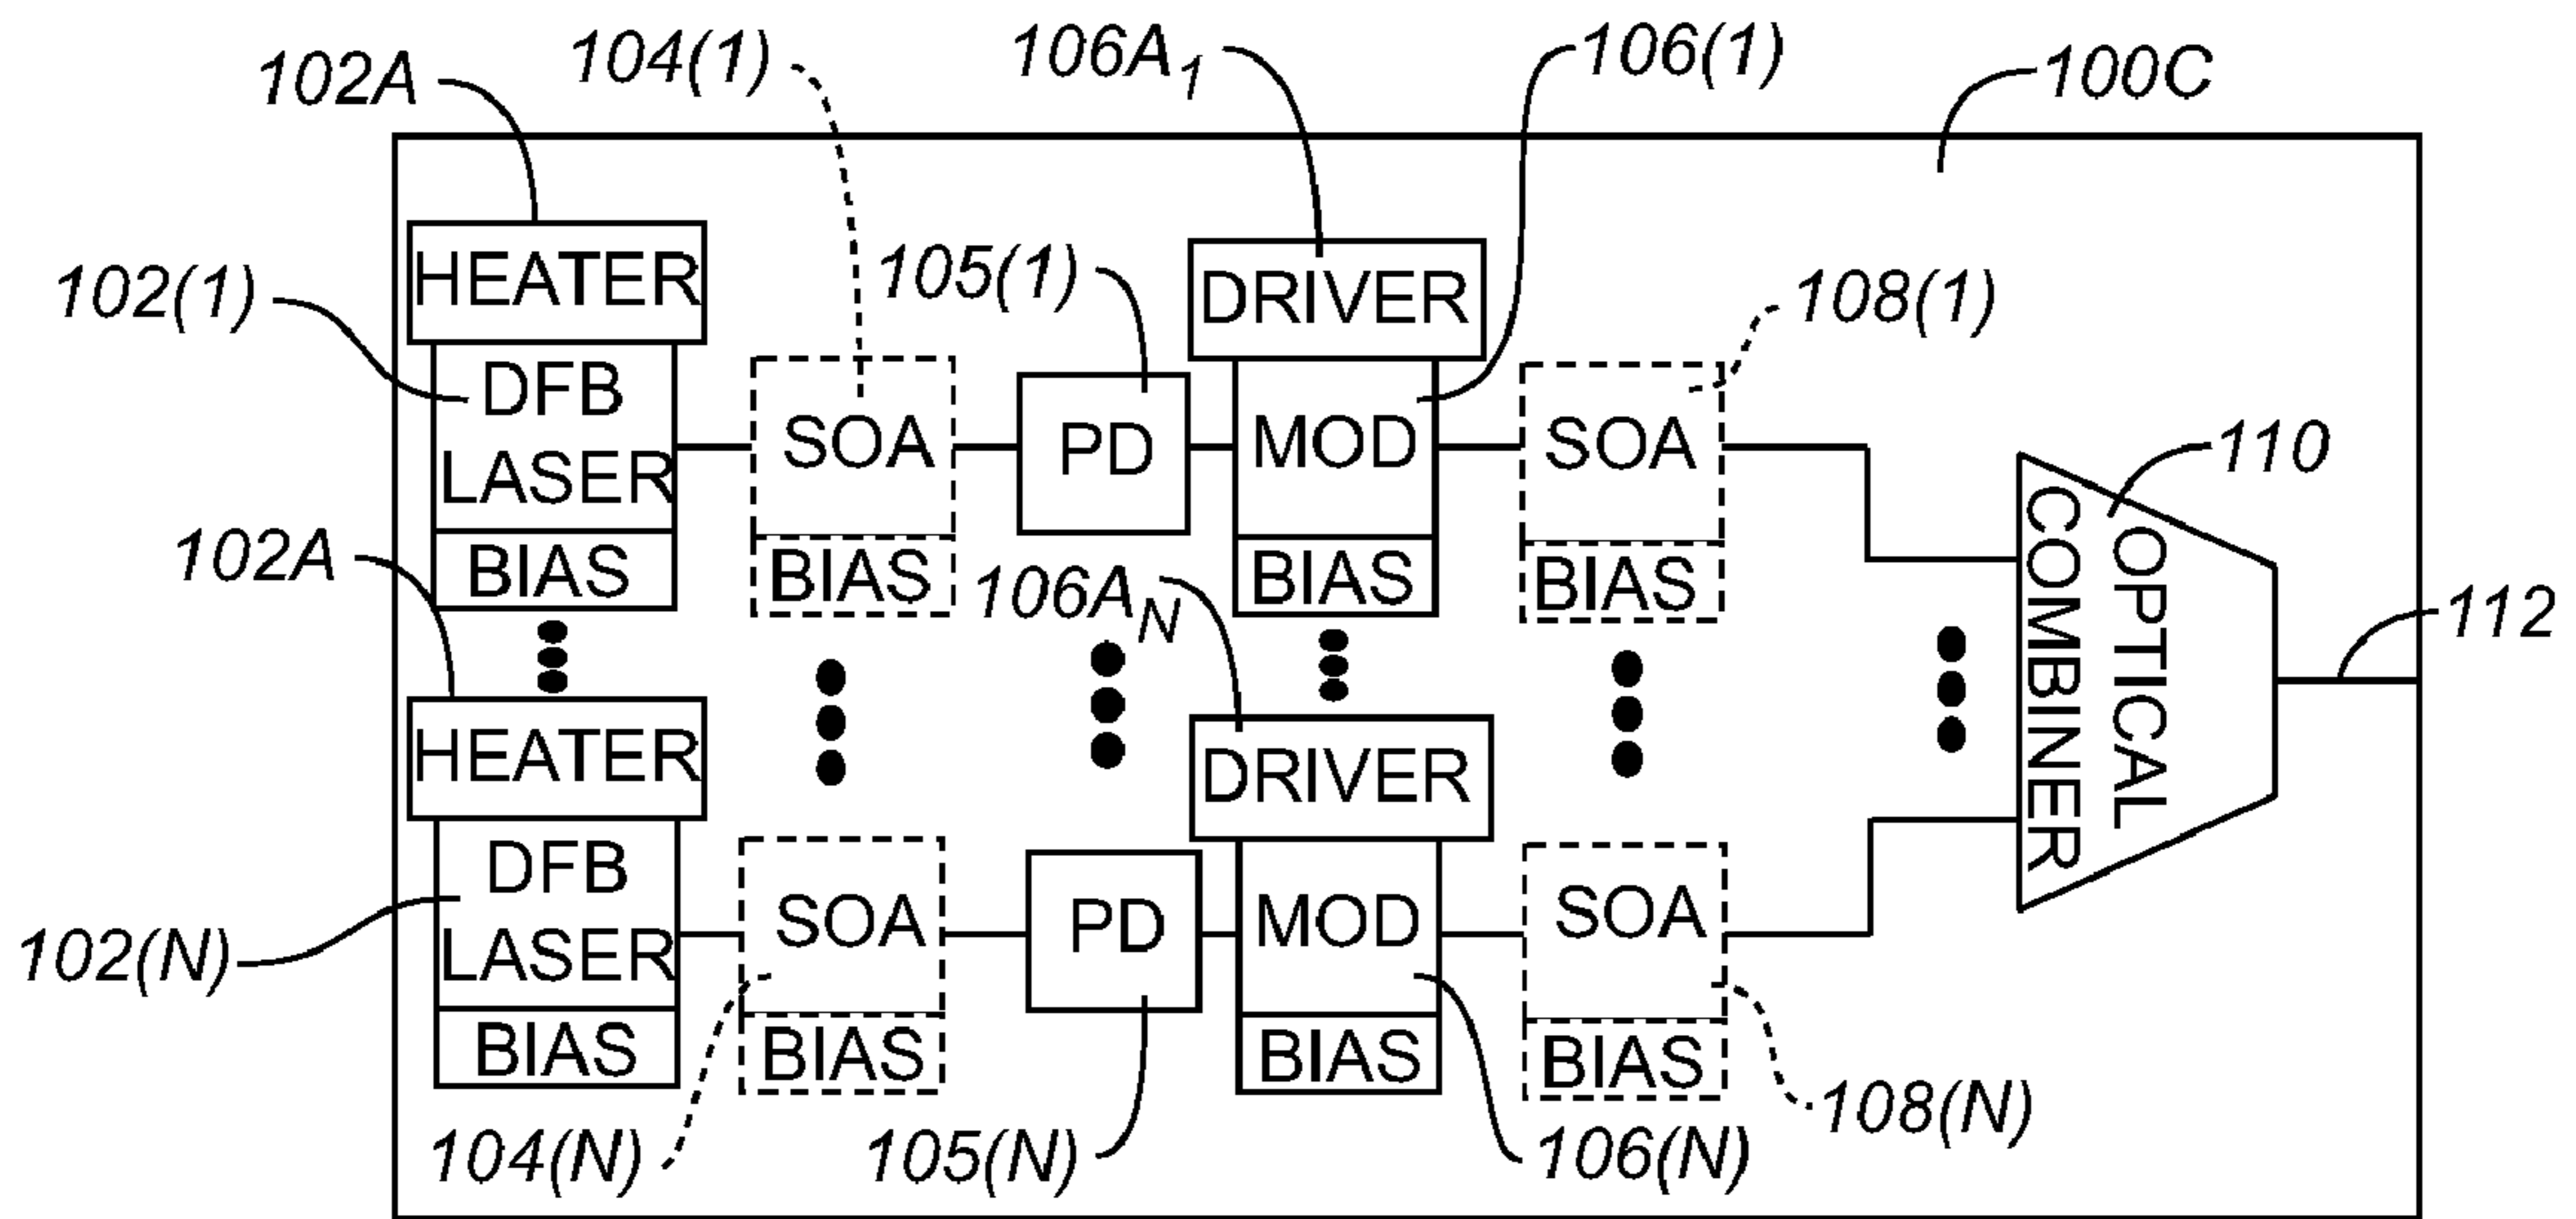 104(1)
106A1
106(1)
100C
102A
HEATER
105(1)
DRIVER
108(1)
102(1)
DFB
LASER
BIAS
SOA
BIAS
PD
MOD
BIAS
SOA
BIAS
110
OPTICAL
COMBINER
112
102A
106AN
HEATER
DRIVER
DFB
LASER
BIAS
SOA
BIAS
PD
MOD
BIAS
SOA
BIAS
102(N)
104(N)
105(N)
106(N)
108(N)